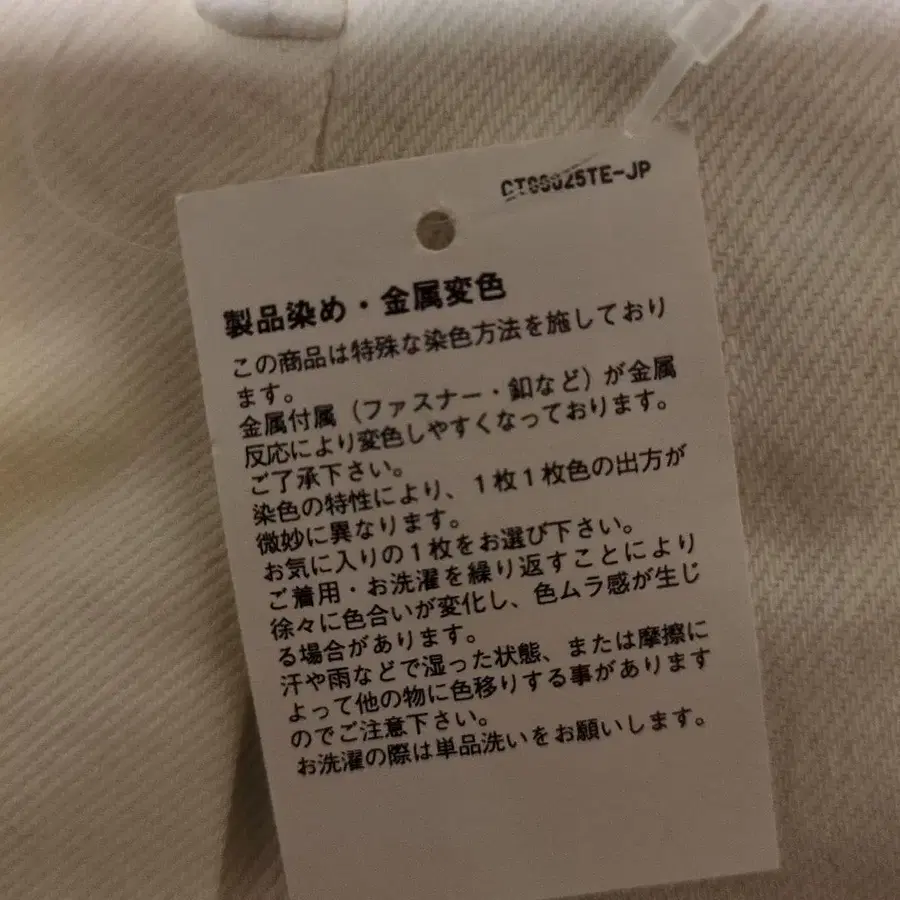 製品染め・金属変色
この商品は特殊な染色方法を施しており
ます。
金属付属（ファスナー・釦など）が金属
反応により変色しやすくなっております。
ご了承下さい。
染色の特性により、１枚１枚色の出方が
微妙に異なります。
お気に入りの１枚をお選び下さい。
ご着用・お洗濯を繰り返すことにより
徐々に色合いが変化し、色ムラ感が生じ
る場合があります。
汗や雨などで湿った状態、または摩擦に
よって他の物に色移りする事があります
のでご注意下さい。
お洗濯の際は単品洗いをお願いします。